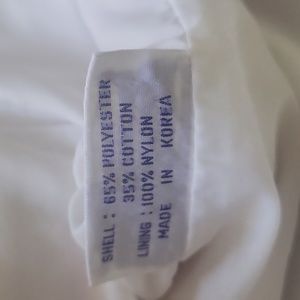 SHELL : 65% POLYESTER
35% COTTON
LINING : 100% NYLON
MADE IN KOREA